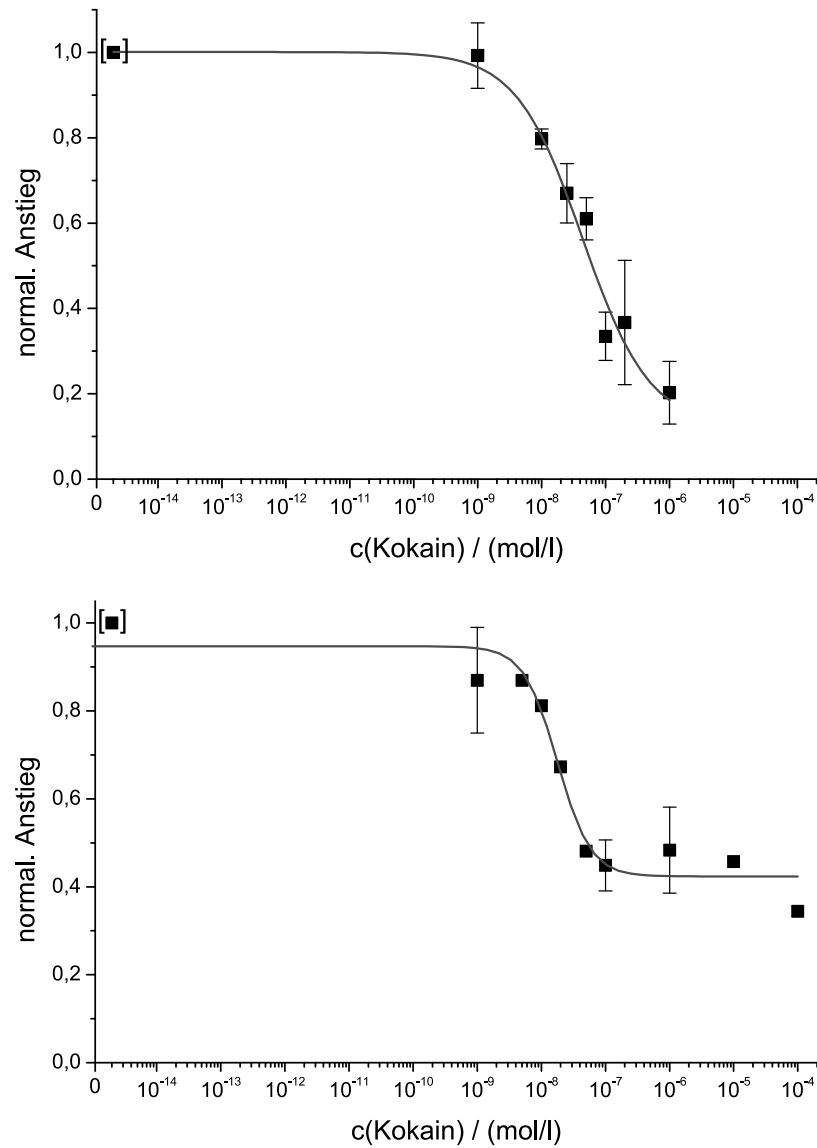 normal. Anstieg
1,0
0,8
0,6
0,4
0,2
0,0
[ ]
0 10⁻¹⁴ 10⁻¹³ 10⁻¹² 10⁻¹¹ 10⁻¹⁰ 10⁻⁹ 10⁻⁸ 10⁻⁷ 10⁻⁶ 10⁻⁵ 10⁻⁴
c(Kokain) / (mol/l)
normal. Anstieg
1,0
0,8
0,6
0,4
0,2
0,0
[ ]
0 10⁻¹⁴ 10⁻¹³ 10⁻¹² 10⁻¹¹ 10⁻¹⁰ 10⁻⁹ 10⁻⁸ 10⁻⁷ 10⁻⁶ 10⁻⁵ 10⁻⁴
c(Kokain) / (mol/l)